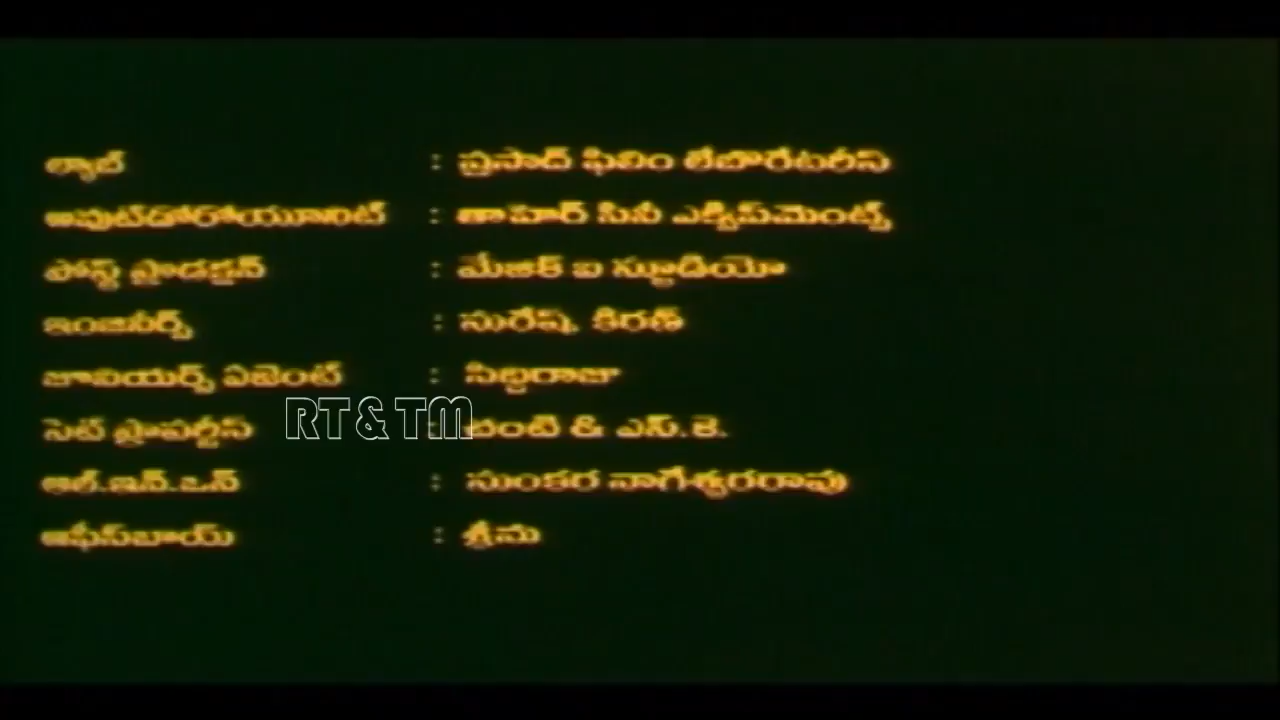 ల్యాబ్ : ప్రసాద్ ఫిలిం లేబొరేటరీస్
అవుట్‌డోర్‌యూనిట్ : తాహార్ సినీ ఎక్విప్‌మెంట్స్
పోస్ట్ ప్రొడక్షన్ : మేజిక్ ఐ స్టూడియో
ఇంజనీర్స్ : సురేష్, కిరణ్
జూనియర్స్ ఏజెంట్ : సిద్దిరాజు
సెట్ ప్రాపర్టీస్ : బంటి & ఎస్.కె.
ఆల్.ఇన్.ఒన్ : సుంకర నాగేశ్వరరావు
ఆఫీస్‌బాయ్ : శ్రీను
RT&TM